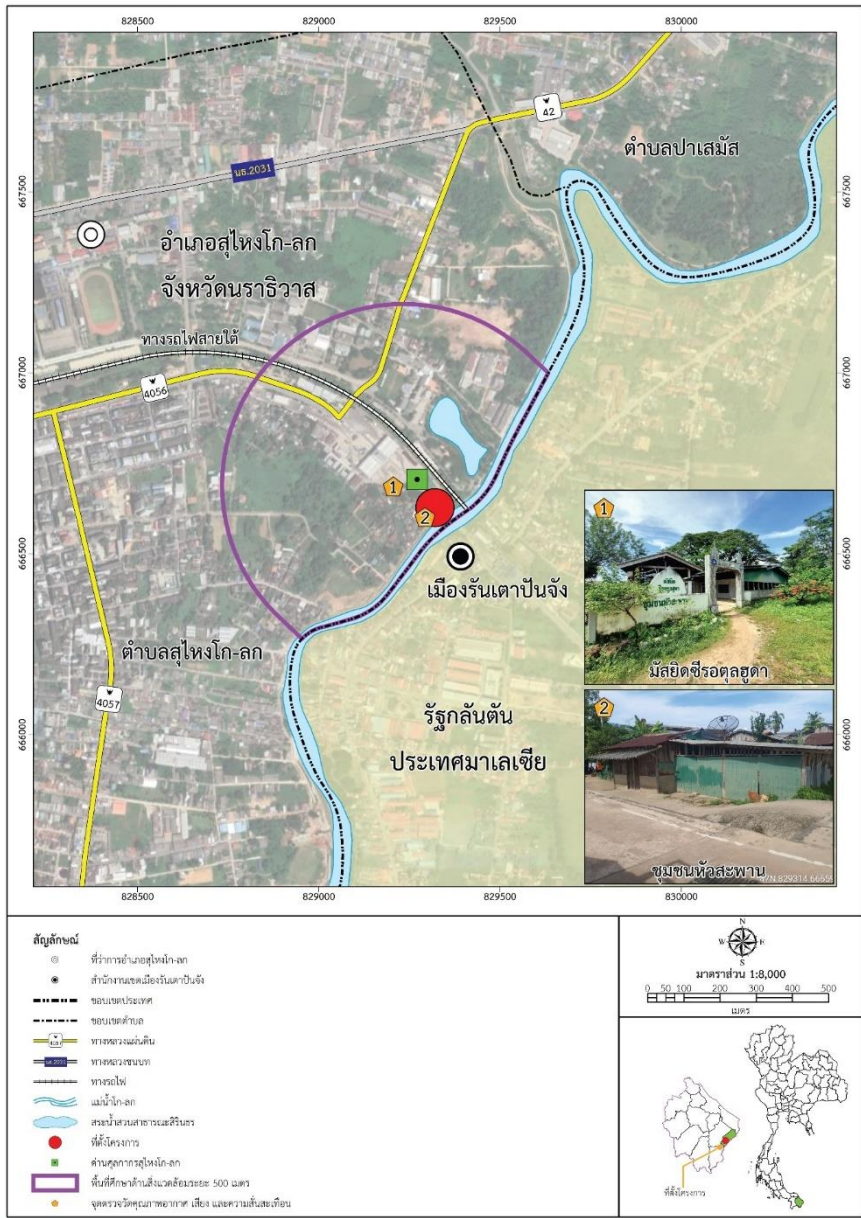 828500 829000 829500 830000
667500
667000
666500
666000
667500
667000
666500
666000
42
นธ.2031
ตำบลปาเสมัส
อำเภอสุไหงโก-ลก
จังหวัดนราธิวาส
ทางรถไฟสายใต้
4056
1
2
เมืองรันเตาปันจัง
ตำบลสุไหงโก-ลก
4057
รัฐกลันตัน
ประเทศมาเลเซีย
1
มัสยิดซีรอตุลฮูดา
2
ชุมชนหัวสะพาน
828500 829000 829500 830000
สัญลักษณ์
ที่ว่าการอำเภอสุไหงโก-ลก
สำนักงานเขตเมืองรันเตาปันจัง
ขอบเขตประเทศ
ขอบเขตตำบล
4057 ทางหลวงแผ่นดิน
นธ.2031 ทางหลวงชนบท
ทางรถไฟ
แม่น้ำโก-ลก
สระน้ำสวนสาธารณะสิรินธร
ที่ตั้งโครงการ
ด่านศุลกากรสุไหงโก-ลก
พื้นที่ศึกษาด้านสิ่งแวดล้อมระยะ 500 เมตร
จุดตรวจวัดคุณภาพอากาศ เสียง และความสั่นสะเทือน
N
W E
S
มาตราส่วน 1:8,000
0 50 100 200 300 400 500
เมตร
ที่ตั้งโครงการ